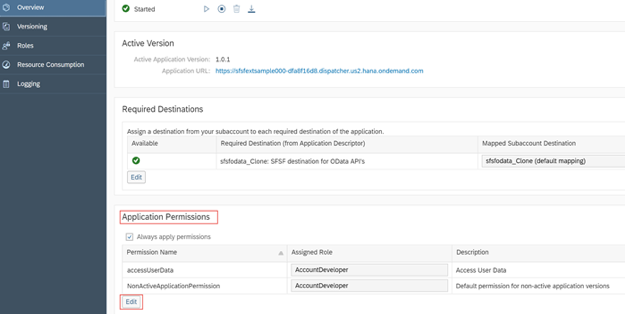 Overview
Versioning
Roles
Resource Consumption
Logging
Started
Active Version
Active Application Version: 1.0.1
Application URL: https://sfsfextsample000-dfa8f16d8.dispatcher.us2.hana.ondemand.com
Required Destinations
Assign a destination from your subaccount to each required destination of the application.
Available Required Destination (from Application Descriptor) Mapped Subaccount Destination
sfsfodata_Clone: SFSF destination for OData API's sfsfodata_Clone (default mapping)
Edit
Application Permissions
Always apply permissions
Permission Name Assigned Role Description
accessUserData AccountDeveloper Access User Data
NonActiveApplicationPermission AccountDeveloper Default permission for non-active application versions
Edit